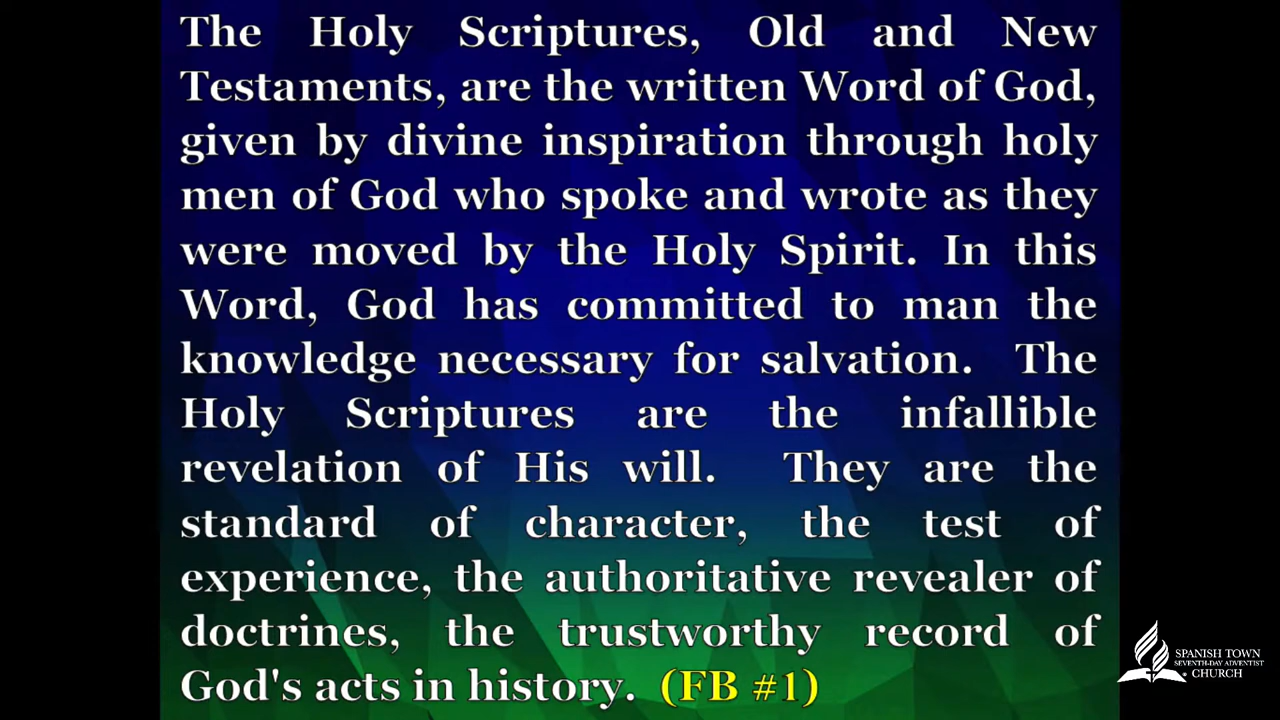 The Holy Scriptures, Old and New
Testaments, are the written Word of God,
given by divine inspiration through holy
men of God who spoke and wrote as they
were moved by the Holy Spirit. In this
Word, God has committed to man the
knowledge necessary for salvation. The
Holy Scriptures are the infallible
revelation of His will. They are the
standard of character, the test of
experience, the authoritative revealer of
doctrines, the trustworthy record of
God's acts in history. (FB #1)
SPANISH TOWN
SEVENTH-DAY ADVENTIST
CHURCH